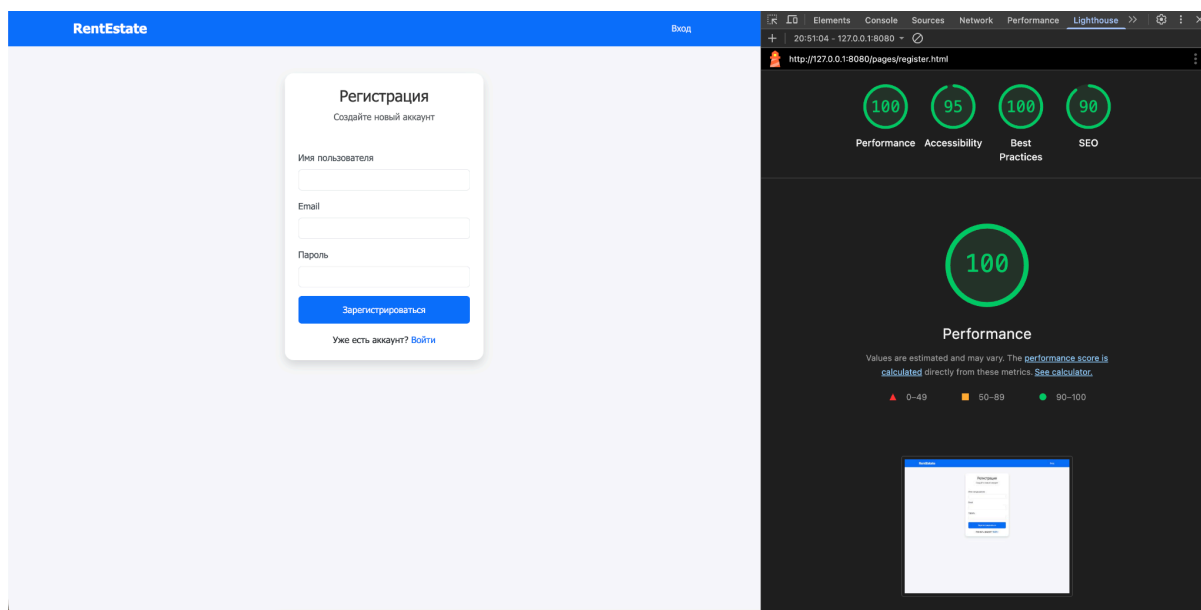 RentEstate
Вход
Регистрация
Создайте новый аккаунт
Имя пользователя
Email
Пароль
Зарегистрироваться
Уже есть аккаунт? Войти
Elements Console Sources Network Performance Lighthouse
20:51:04 - 127.0.0.1:8080
http://127.0.0.1:8080/pages/register.html
100 95 100 90
Performance Accessibility Best Practices SEO
100
Performance
Values are estimated and may vary. The performance score is
calculated directly from these metrics. See calculator.
0–49 50–89 90–100
RentEstate
Регистрация